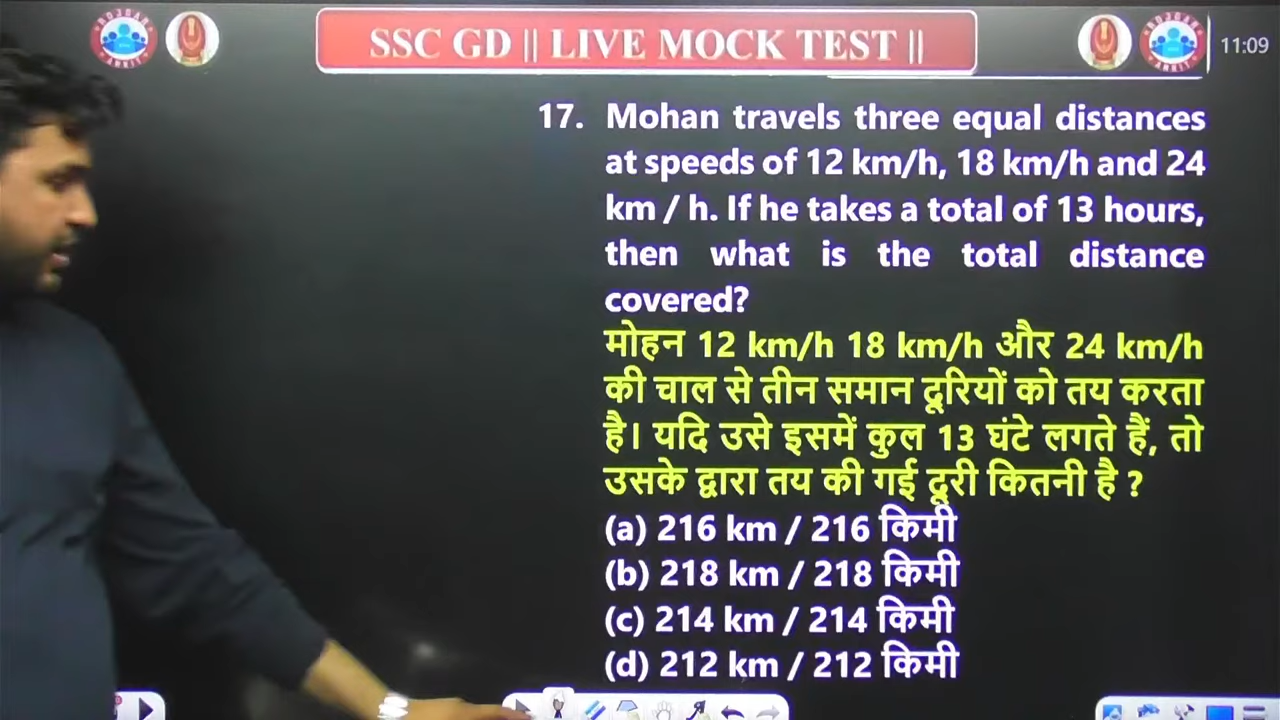 SSC GD || LIVE MOCK TEST ||
11:09
17. Mohan travels three equal distances
at speeds of 12 km/h, 18 km/h and 24
km / h. If he takes a total of 13 hours,
then what is the total distance
covered?
मोहन 12 km/h 18 km/h और 24 km/h
की चाल से तीन समान दूरियों को तय करता
है। यदि उसे इसमें कुल 13 घंटे लगते हैं, तो
उसके द्वारा तय की गई दूरी कितनी है ?
(a) 216 km / 216 किमी
(b) 218 km / 218 किमी
(c) 214 km / 214 किमी
(d) 212 km / 212 किमी